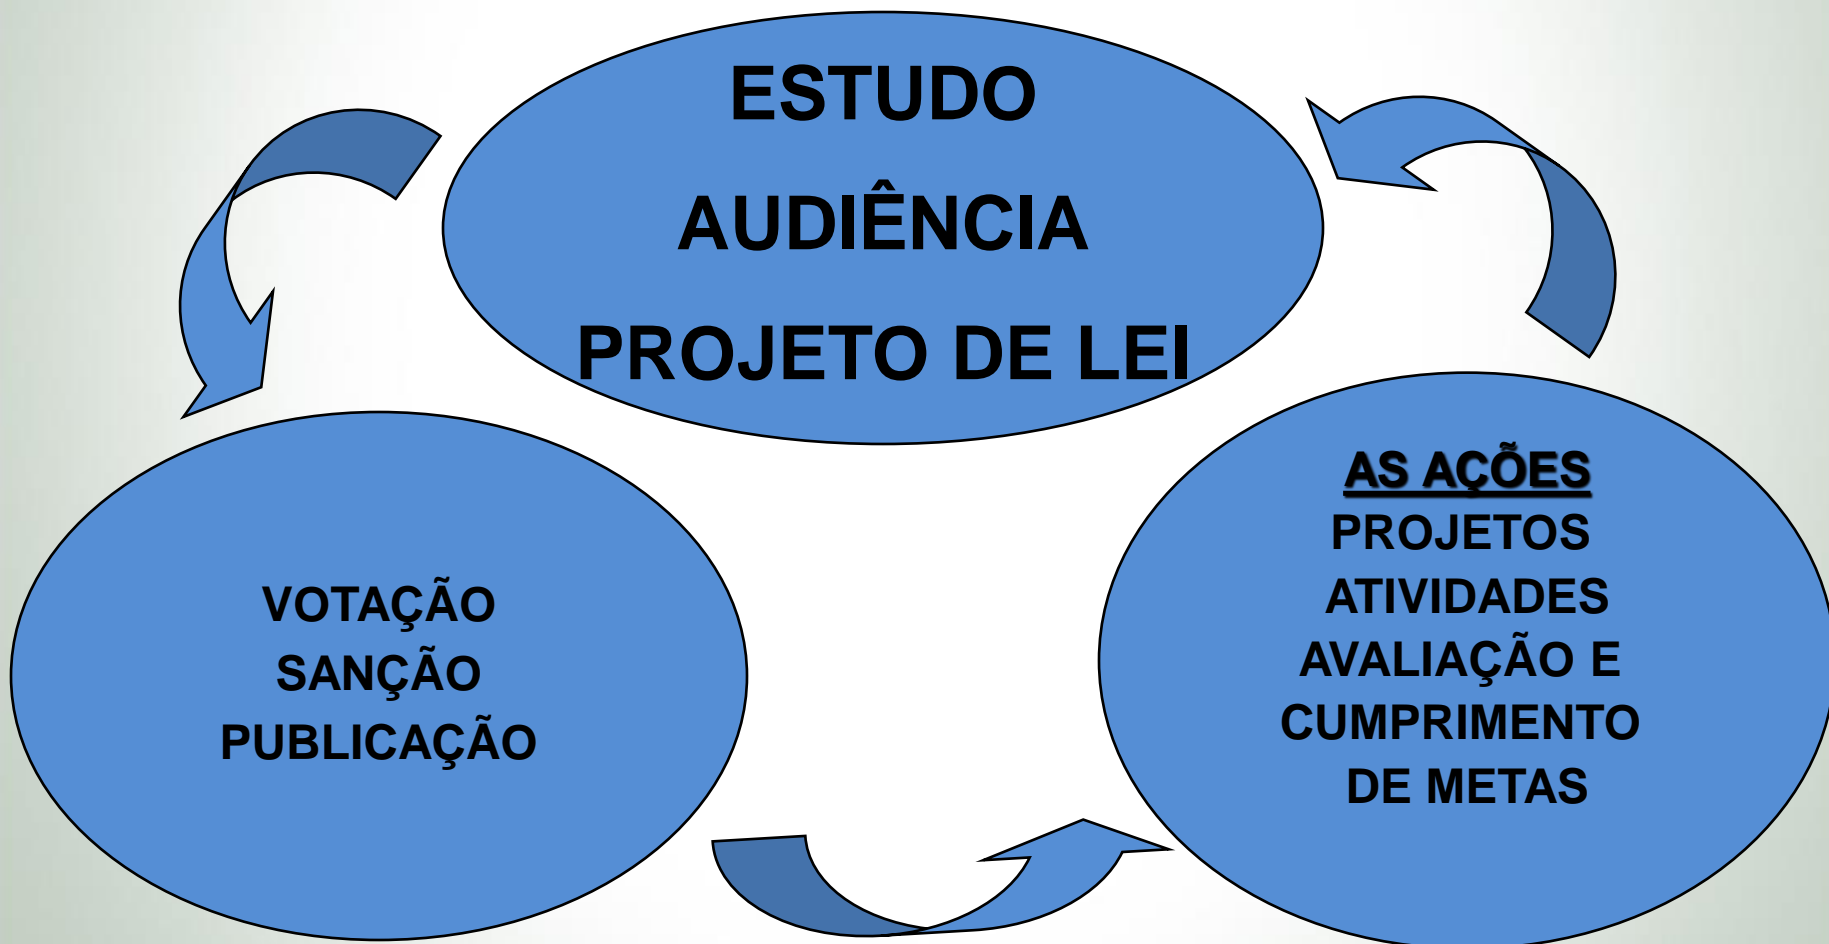 ESTUDO
AUDIÊNCIA
PROJETO DE LEI
VOTAÇÃO
SANÇÃO
PUBLICAÇÃO
AS AÇÕES
PROJETOS
ATIVIDADES
AVALIAÇÃO E
CUMPRIMENTO
DE METAS